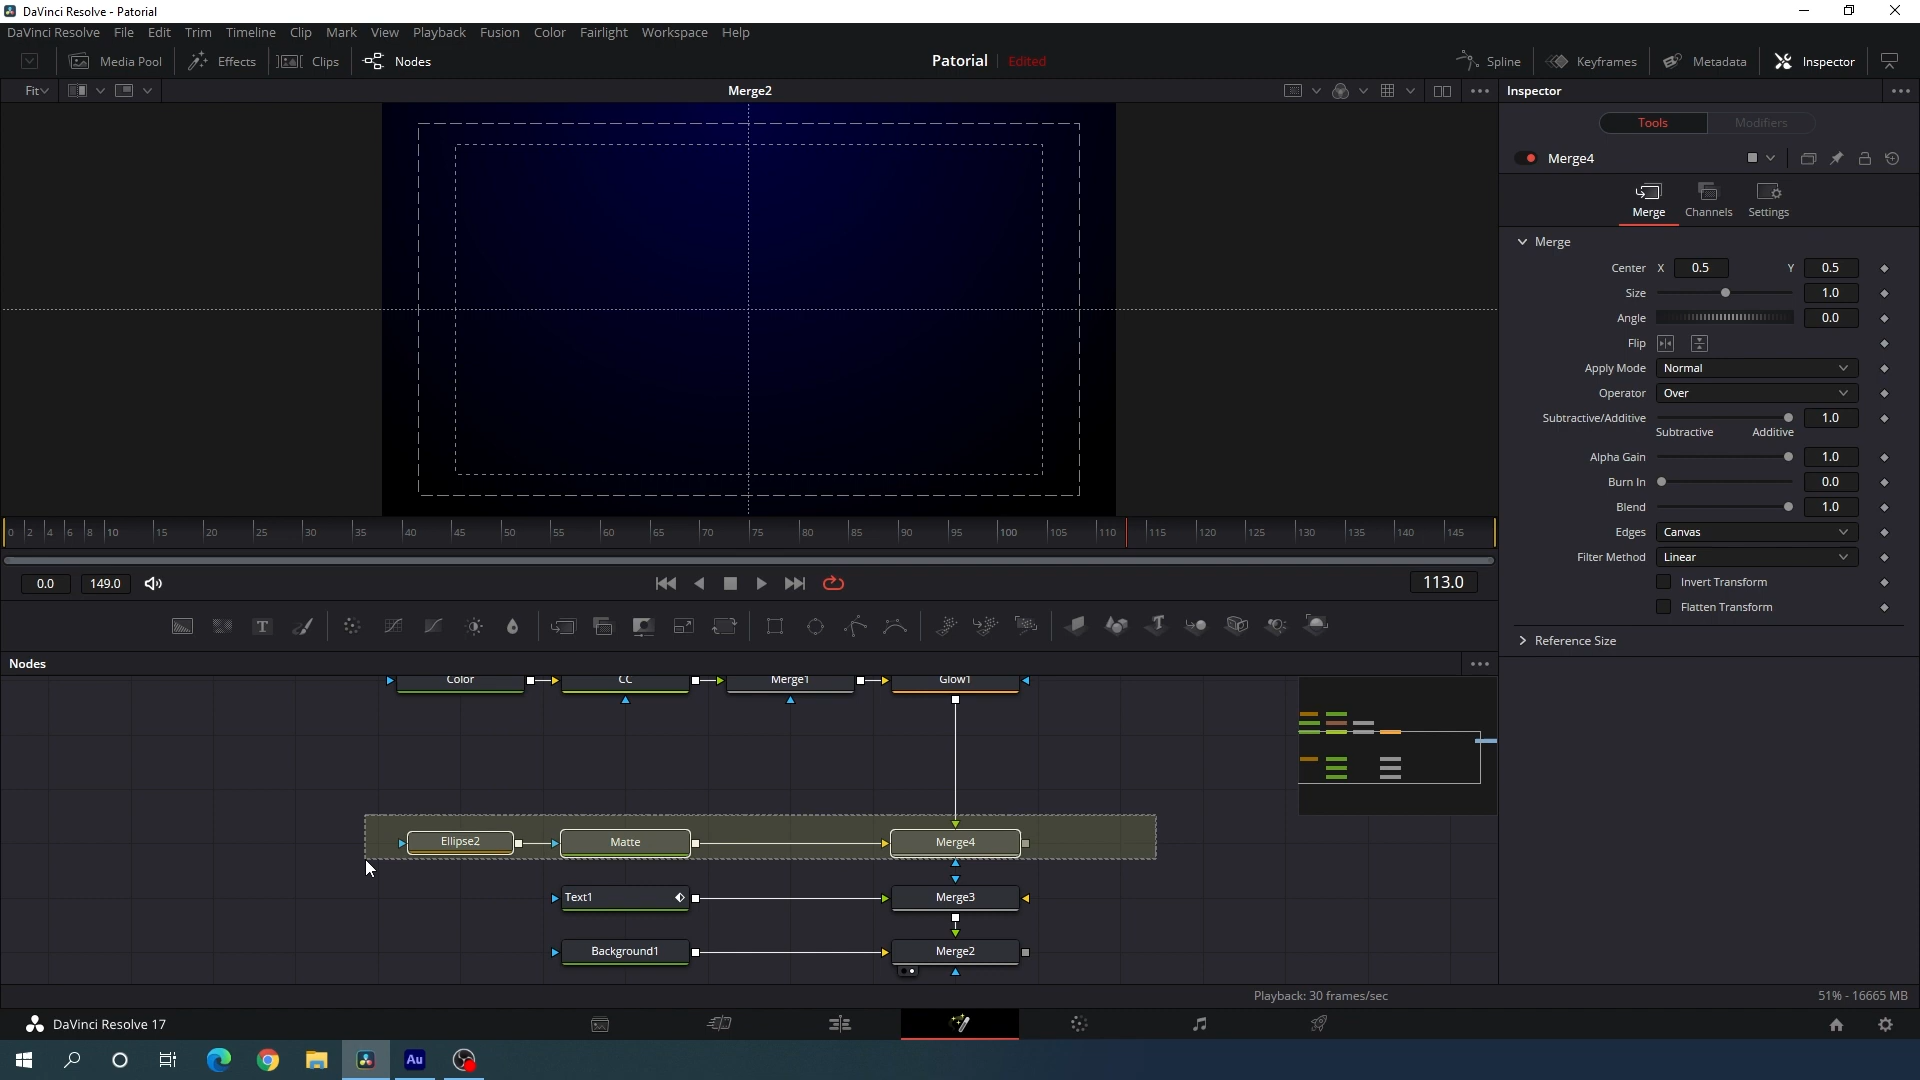 DaVinci Resolve - Patorial
DaVinci Resolve File Edit Trim Timeline Clip Mark View Playback Fusion Color Fairlight Workspace Help
Media Pool Effects Clips Nodes Patorial Edited Spline Keyframes Metadata Inspector
Fit Merge2 Inspector
Tools Modifiers
Merge4
Merge Channels Settings
Merge
Center X 0.5 Y 0.5
Size 1.0
Angle 0.0
Flip
Apply Mode Normal
Operator Over
Subtractive/Additive 1.0
Subtractive Additive
Alpha Gain 1.0
Burn In 0.0
Blend 1.0
Edges Canvas
Filter Method Linear
Invert Transform
Flatten Transform
Reference Size
0 2 4 6 8 10 15 20 25 30 35 40 45 50 55 60 65 70 75 80 85 90 95 100 105 110 115 120 125 130 135 140 145
0.0 149.0 113.0
T
Nodes
Color CC Merge1 Glow1
Ellipse2 Matte Merge4
Text1 Merge3
Background1 Merge2
Playback: 30 frames/sec 51% - 16665 MB
DaVinci Resolve 17
Au